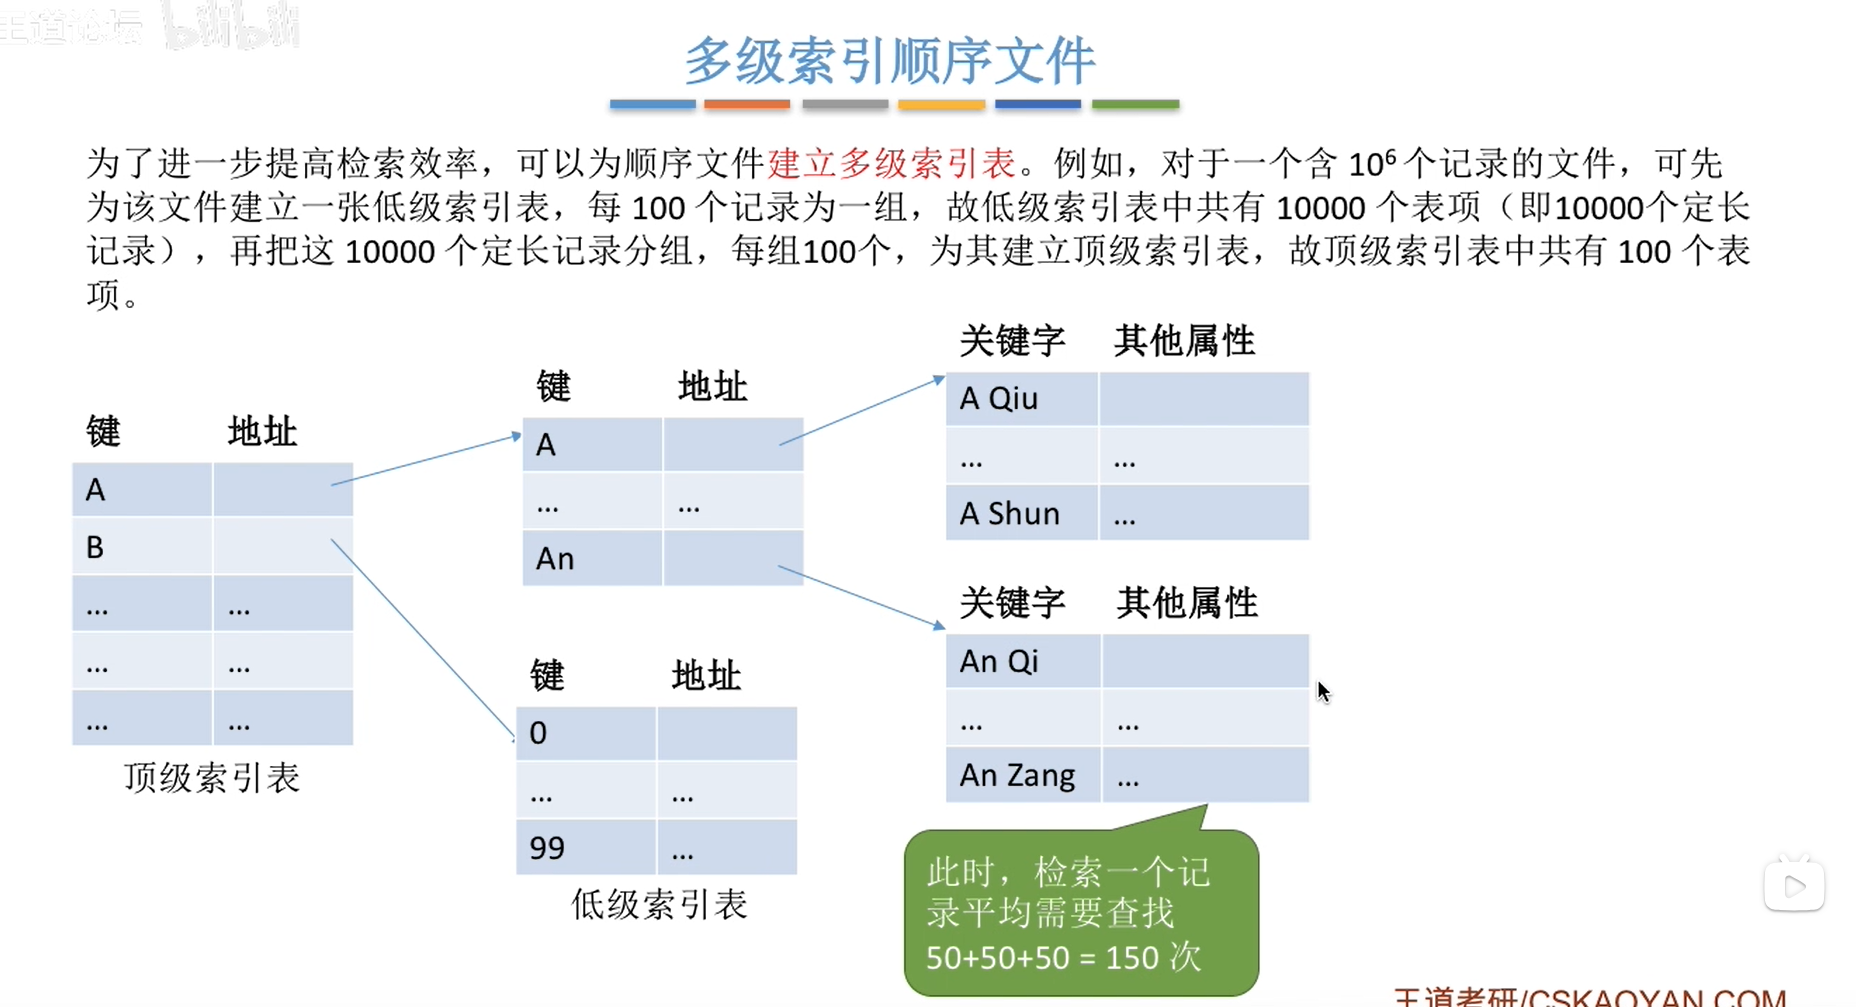 王道论坛 bilibili
多级索引顺序文件
为了进一步提高检索效率，可以为顺序文件建立多级索引表。例如，对于一个含 10⁶ 个记录的文件，可先
为该文件建立一张低级索引表，每 100 个记录为一组，故低级索引表中共有 10000 个表项（即10000个定长
记录），再把这 10000 个定长记录分组，每组100个，为其建立顶级索引表，故顶级索引表中共有 100 个表
项。
键 地址
A
B
... ...
... ...
... ...
顶级索引表
键 地址
A
... ...
An
键 地址
0
... ...
99 ...
低级索引表
关键字 其他属性
A Qiu
... ...
A Shun ...
关键字 其他属性
An Qi
... ...
An Zang ...
此时，检索一个记
录平均需要查找
50+50+50 = 150 次
王道考研/CSKAOYAN.COM